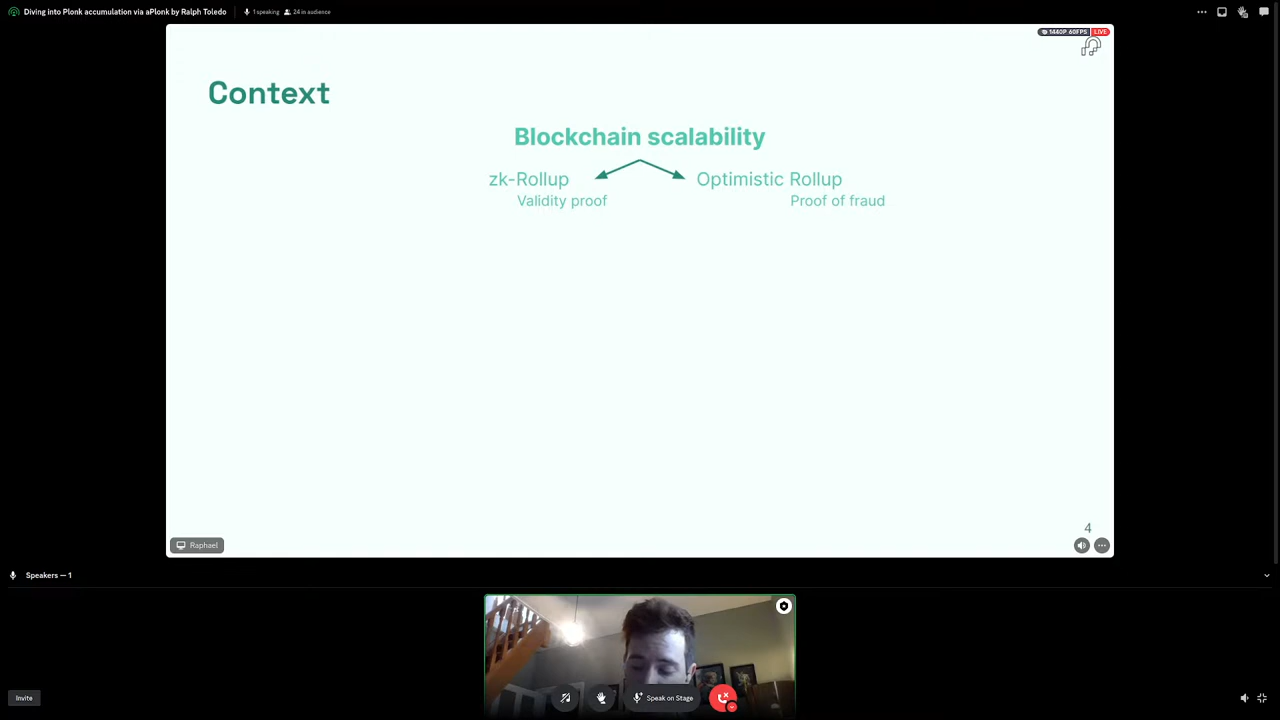 Diving into Plonk accumulation via aPlonk by Ralph Toledo
1 speaking
24 in audience
1440P 60FPS
LIVE
Context
Blockchain scalability
zk-Rollup
Optimistic Rollup
Validity proof
Proof of fraud
4
Raphael
Speakers — 1
Invite
Speak on Stage